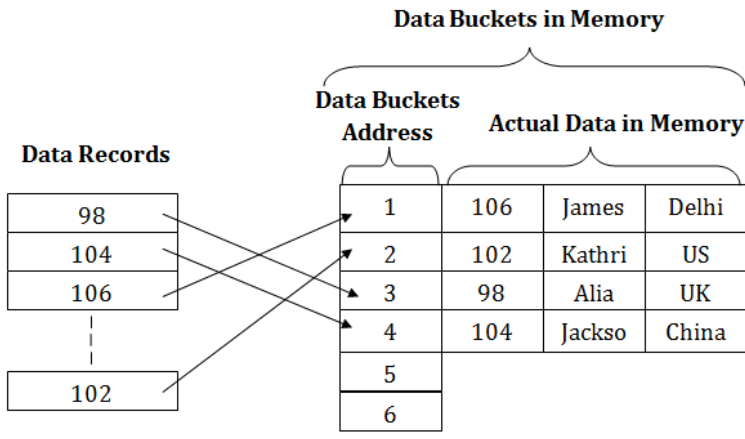 Data Buckets in Memory
Data Buckets
Address
Actual Data in Memory
Data Records
98
104
106
102
1 106 James Delhi
2 102 Kathri US
3 98 Alia UK
4 104 Jackso China
5
6